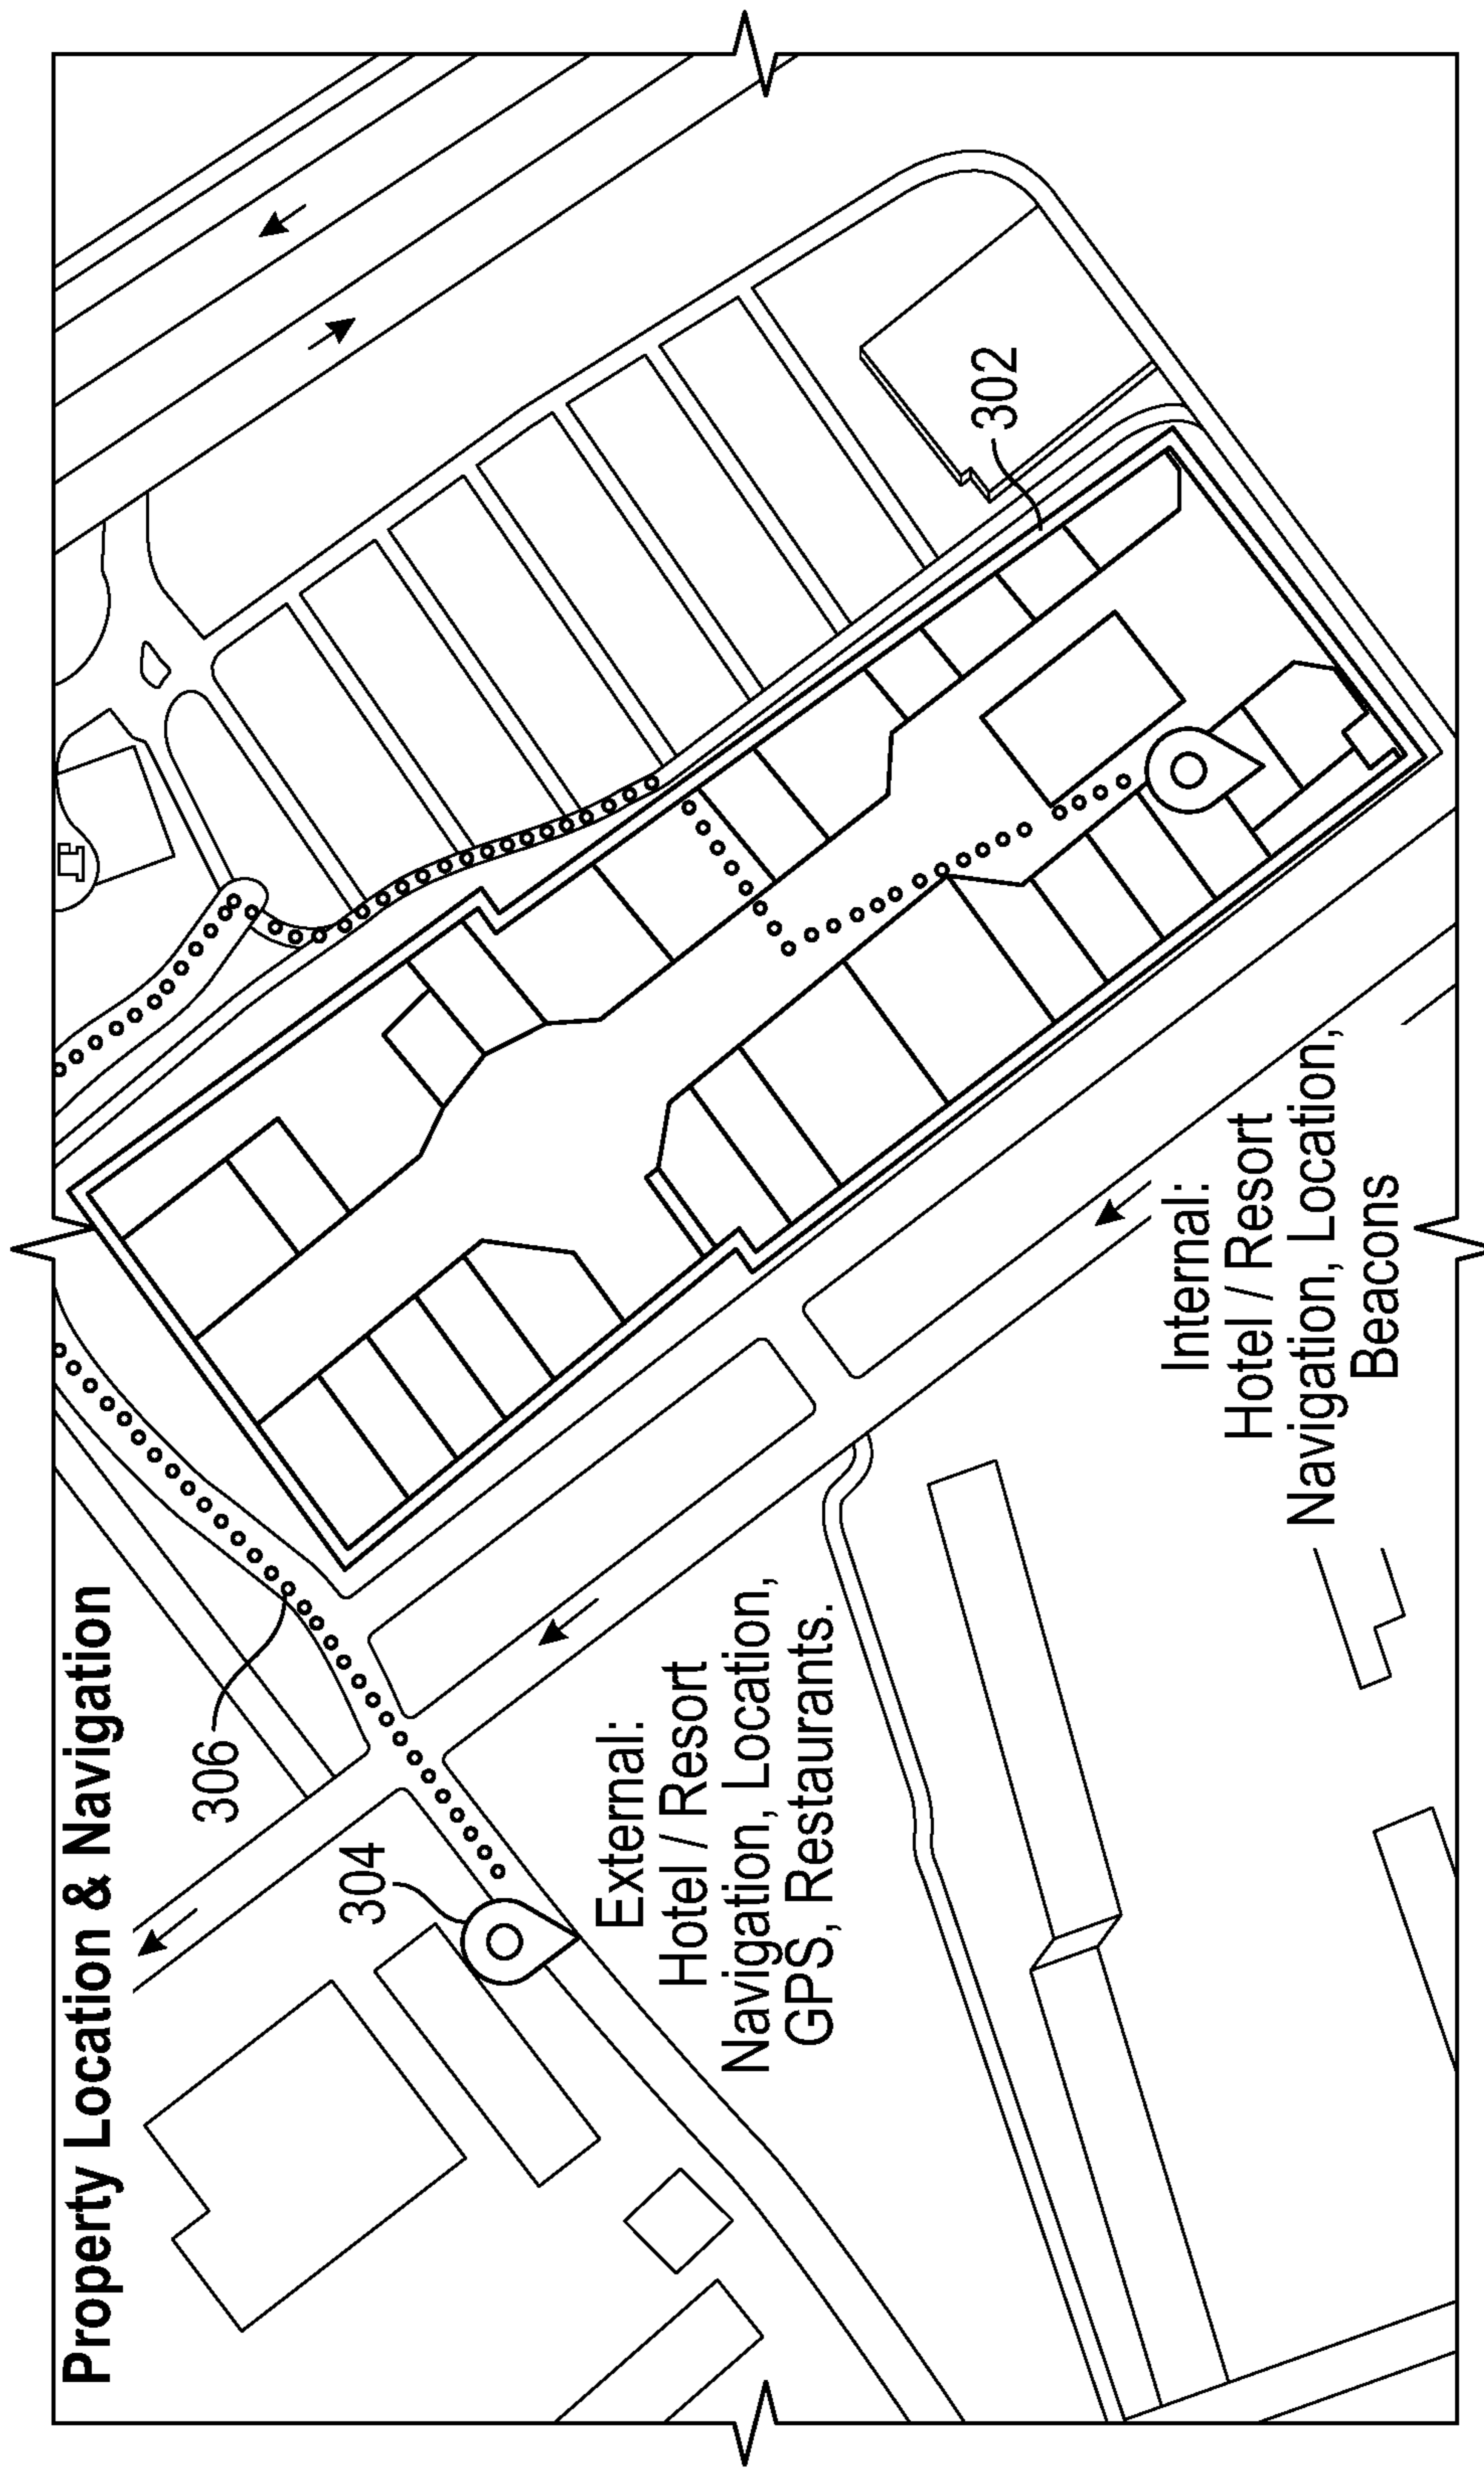 Property Location & Navigation
306
304
302
External:
Hotel / Resort
Navigation, Location,
GPS, Restaurants.
Internal:
Hotel / Resort
Navigation, Location,
Beacons